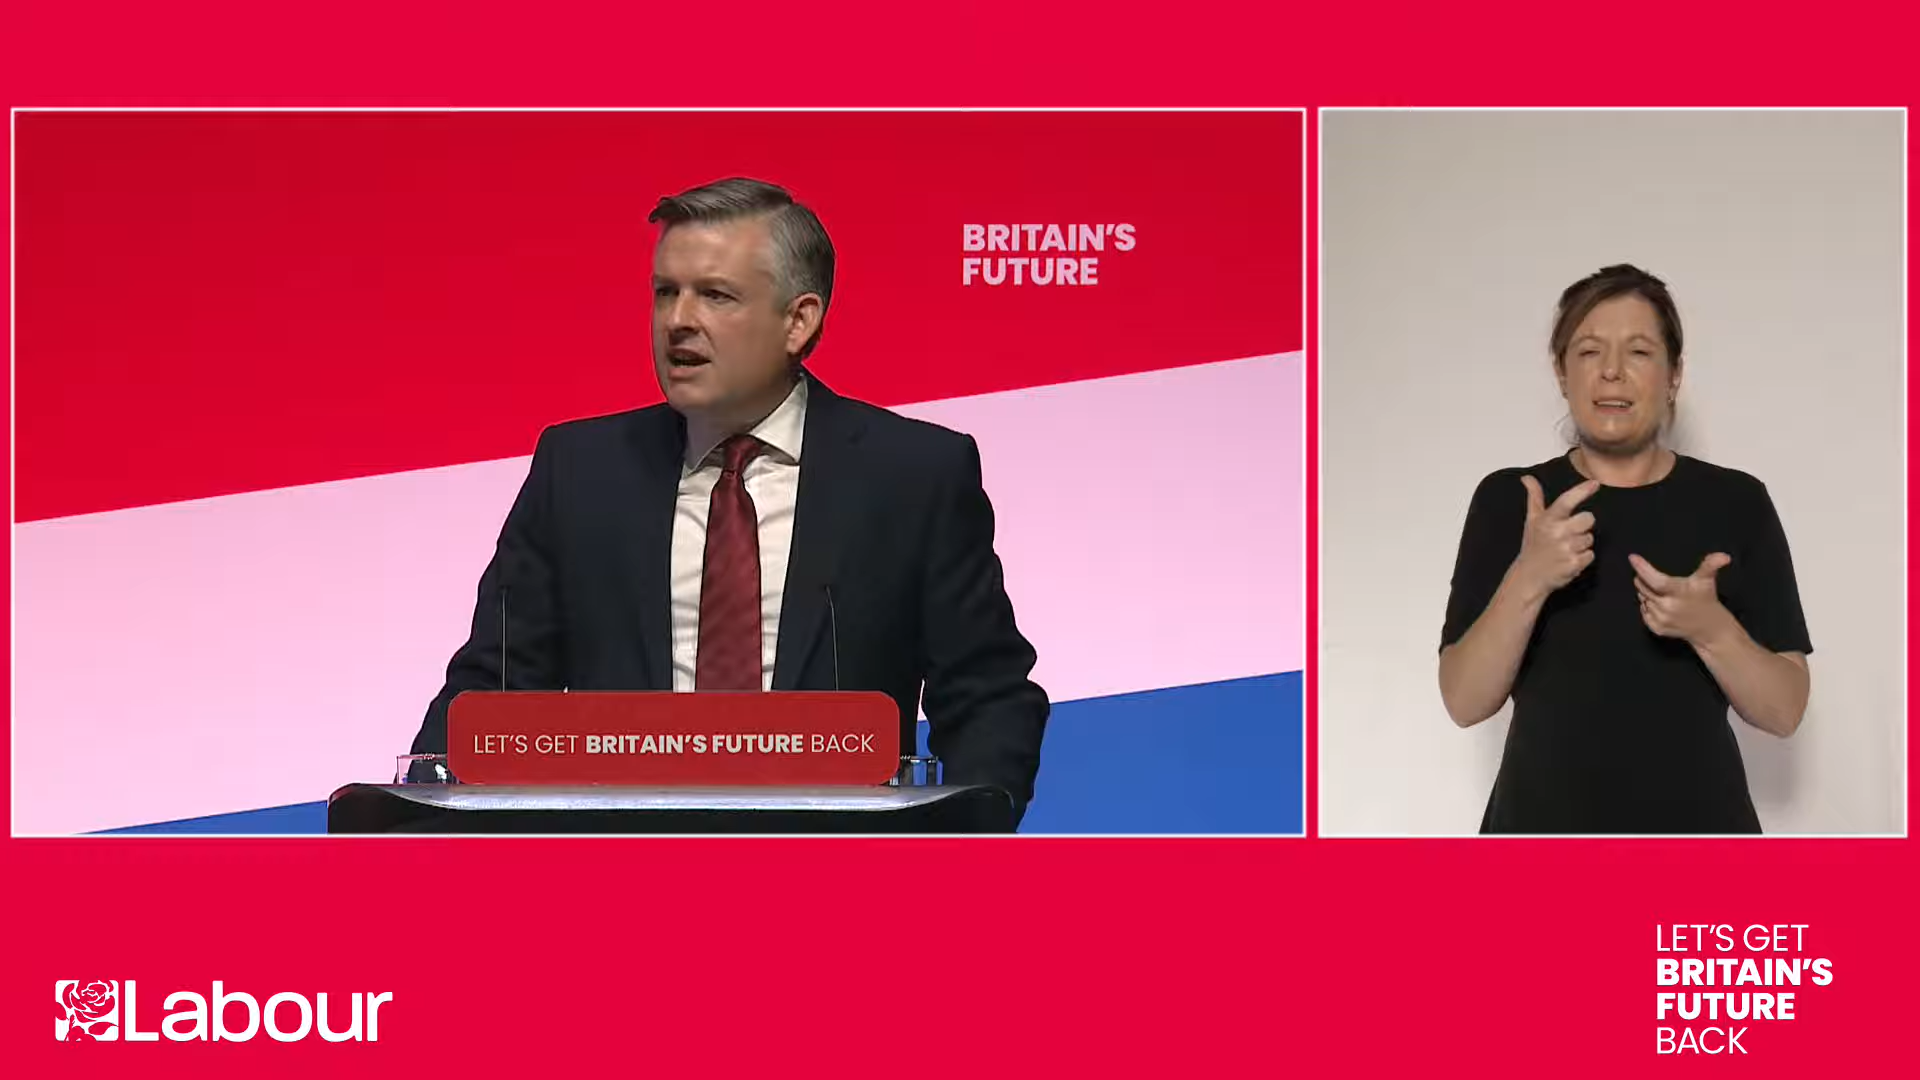 BRITAIN'S
FUTURE
LET'S GET BRITAIN'S FUTURE BACK
Labour
LET'S GET
BRITAIN'S
FUTURE
BACK